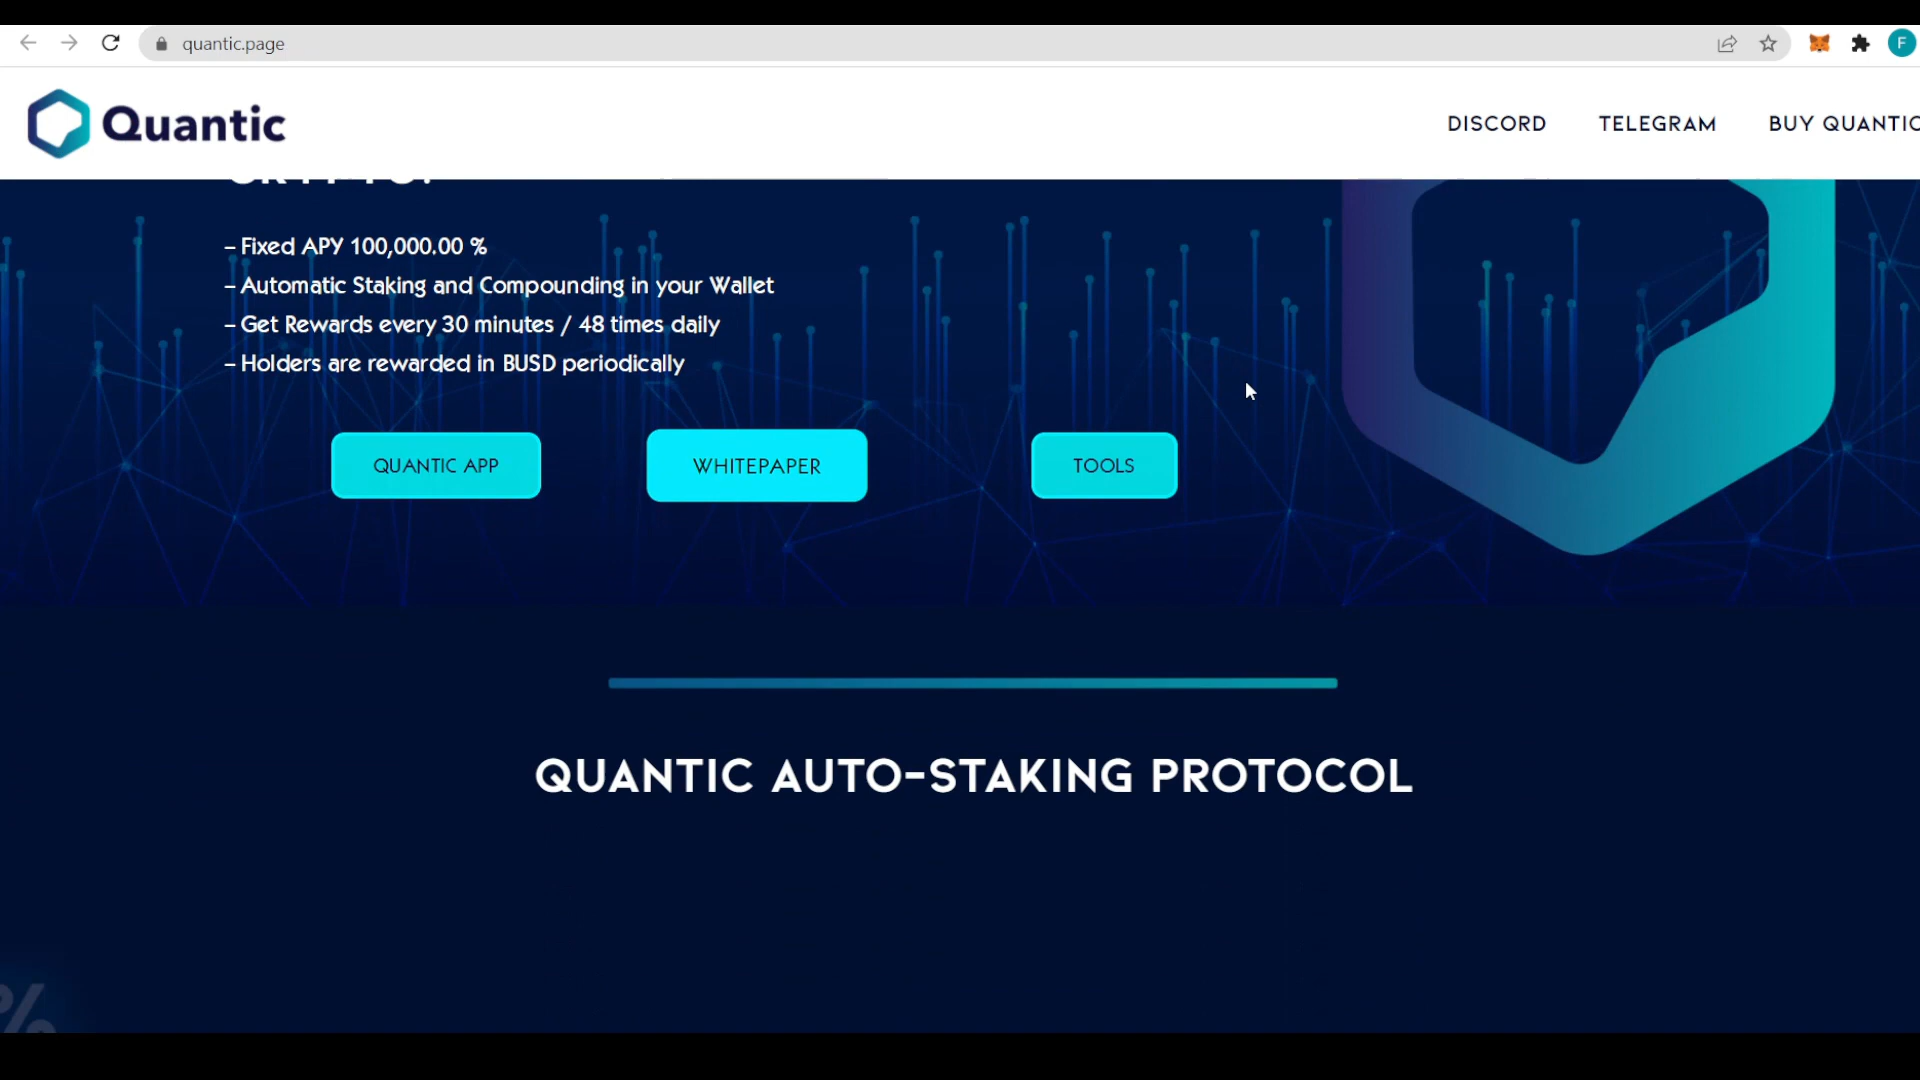 quantic.page
F
Quantic
DISCORD
TELEGRAM
BUY QUANTIC
– Fixed APY 100,000.00 %
– Automatic Staking and Compounding in your Wallet
– Get Rewards every 30 minutes / 48 times daily
– Holders are rewarded in BUSD periodically
QUANTIC APP
WHITEPAPER
TOOLS
QUANTIC AUTO-STAKING PROTOCOL
%